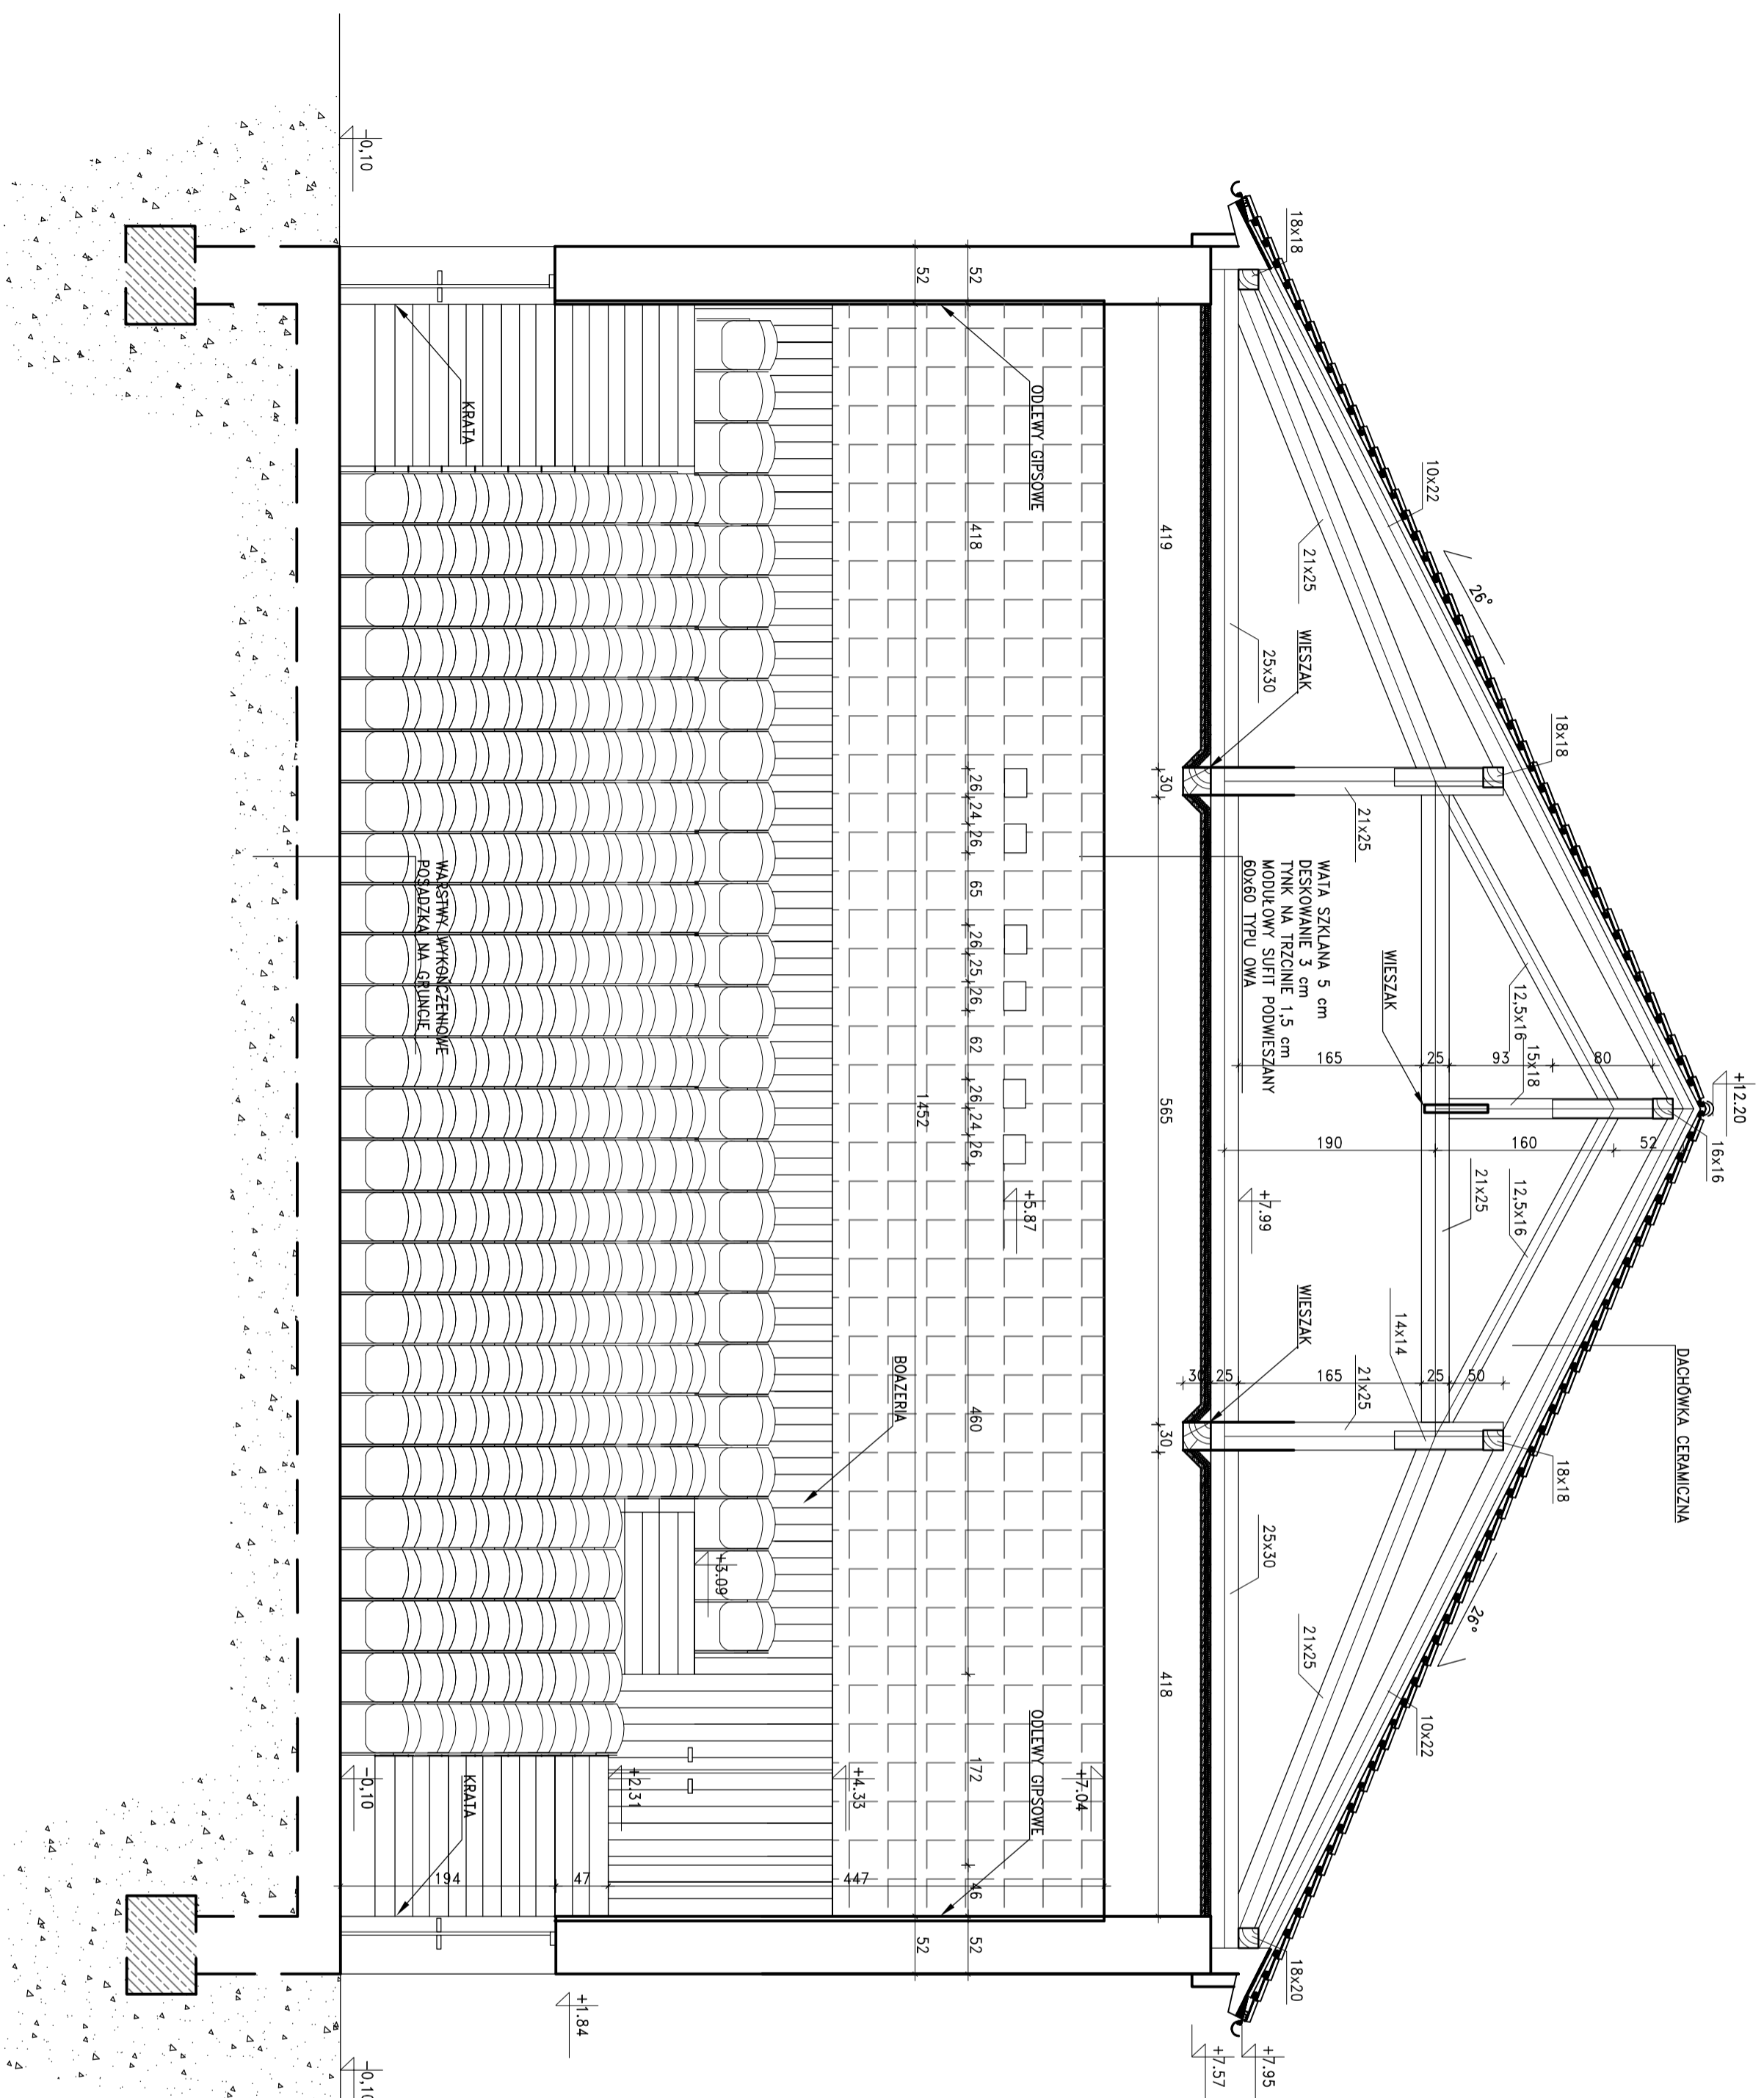 +12.20
16x16
DACHÓWKA CERAMICZNA
18x18
18x18
10x22
26°
10x22
26°
12,5x16
15x18
12,5x16
21x25
14x14
80
93
25
165
52
160
190
50
25
165
25
30
18x18
21x25
25x30
WIESZAK
21x25
WIESZAK
21x25
WIESZAK
25x30
21x25
18x20
+7.99
+7.95
+7.57
WATA SZKLANA 5 cm
DESKOWANIE 3 cm
TYNK NA TRZCINIE 1,5 cm
MODUŁOWY SUFIT PODWIESZANY
60x60 TYPU OWA
419
30
565
30
418
+7.04
ODLEWY GIPSOWE
+5.87
ODLEWY GIPSOWE
52
418
26
24
26
65
26
25
26
62
26
24
26
460
172
46
52
52
1452
52
BOAZERIA
+4.33
447
+3.09
+2.31
47
+1.84
194
KRATA
KRATA
WARSTWY WYKOŃCZENIOWE
POSADZKA NA GRUNCIE
-0,10
-0,10
-0,10